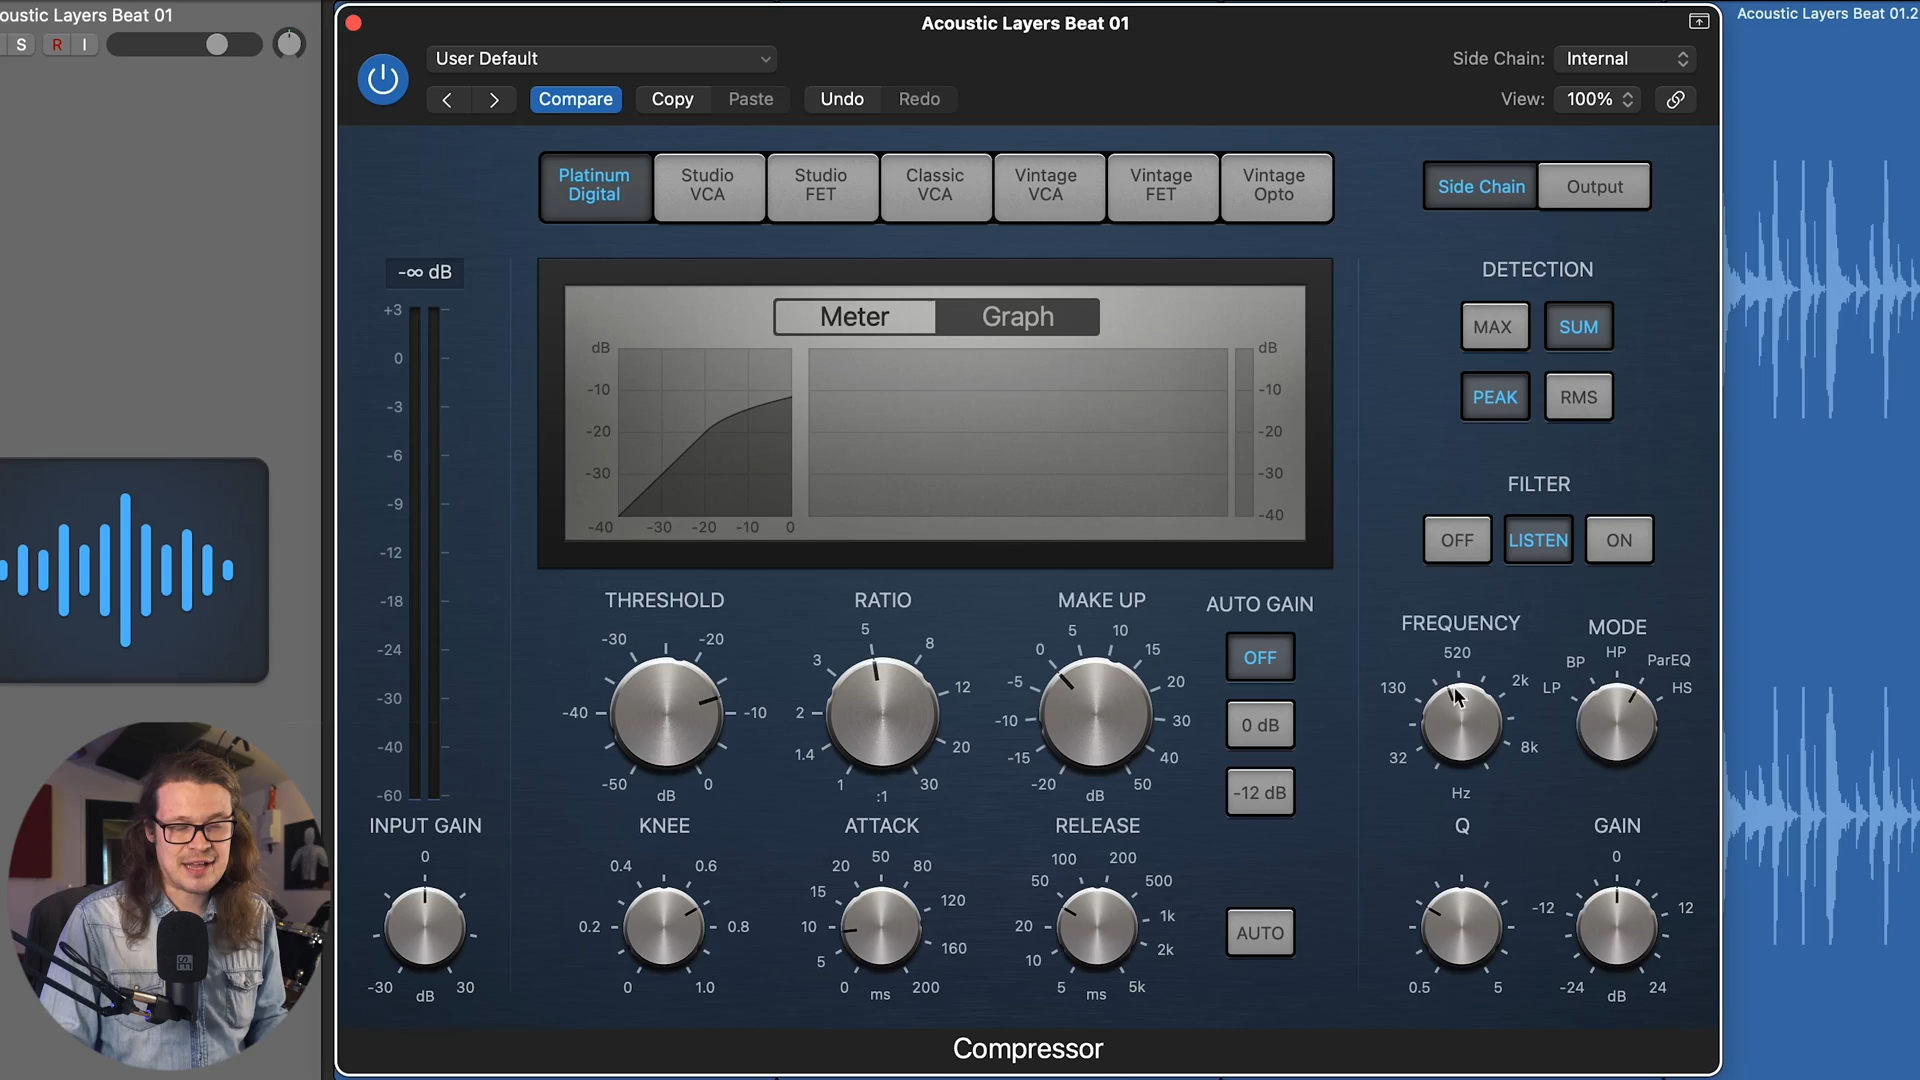 oustic Layers Beat 01
Acoustic Layers Beat 01
Acoustic Layers Beat 01.2
S
R
I
User Default
Side Chain:
Internal
Compare
Copy
Paste
Undo
Redo
View:
100%
Platinum
Digital
Studio
VCA
Studio
FET
Classic
VCA
Vintage
VCA
Vintage
FET
Vintage
Opto
Side Chain
Output
-∞ dB
+3
0
-3
-6
-9
-12
-18
-24
-30
-40
-60
Meter
Graph
dB
-10
-20
-30
-40
-30
-20
-10
0
dB
-10
-20
-30
-40
DETECTION
MAX
SUM
PEAK
RMS
FILTER
OFF
LISTEN
ON
THRESHOLD
-30
-20
-40
-10
-50
0
dB
RATIO
5
3
8
2
12
1.4
20
1
30
:1
MAKE UP
5
10
0
15
-5
20
-10
30
-15
40
-20
50
dB
AUTO GAIN
OFF
0 dB
-12 dB
FREQUENCY
520
130
2k
32
8k
Hz
MODE
HP
BP
ParEQ
LP
HS
INPUT GAIN
0
-30
30
dB
KNEE
0.4
0.6
0.2
0.8
0
1.0
ATTACK
50
20
80
15
120
10
160
5
0
200
ms
RELEASE
100
200
50
500
20
1k
10
2k
5
5k
ms
AUTO
Q
0.5
5
GAIN
0
-12
12
-24
24
dB
Compressor